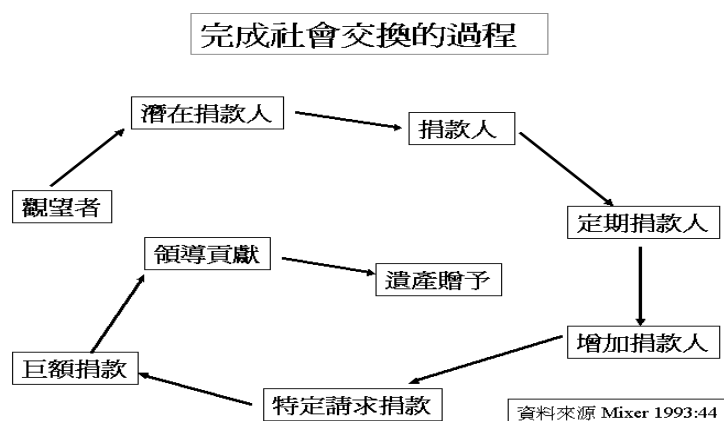 完成社會交換的過程
潛在捐款人
捐款人
觀望者
定期捐款人
領導貢獻
遺產贈予
增加捐款人
巨額捐款
特定請求捐款
資料來源 Mixer 1993:44